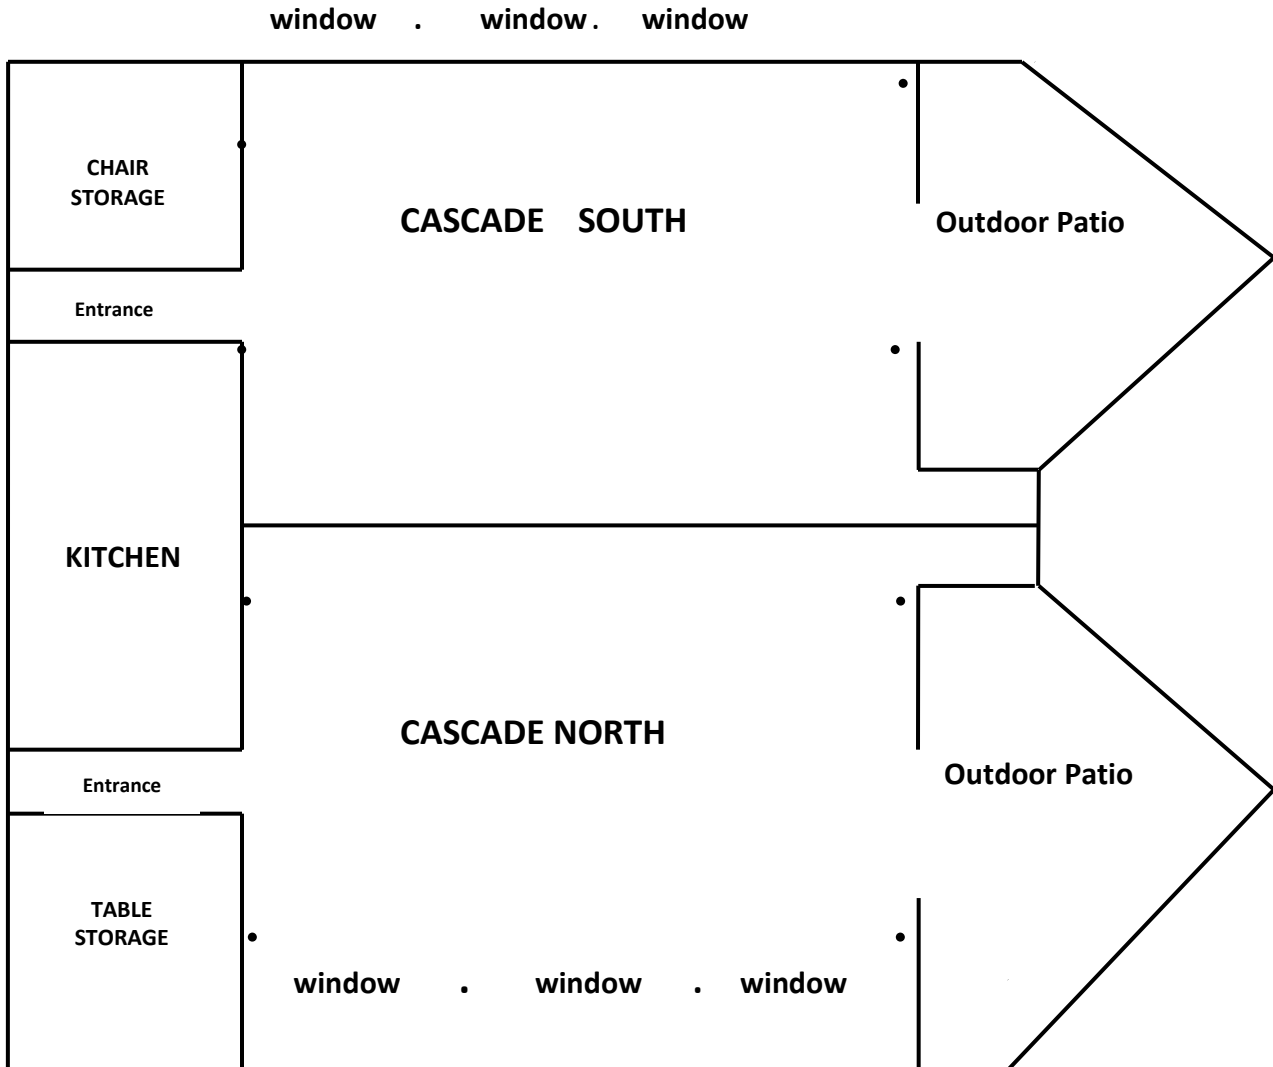 window . window . window
CHAIR
STORAGE
CASCADE SOUTH
Outdoor Patio
Entrance
KITCHEN
CASCADE NORTH
Outdoor Patio
Entrance
TABLE
STORAGE
window . window . window